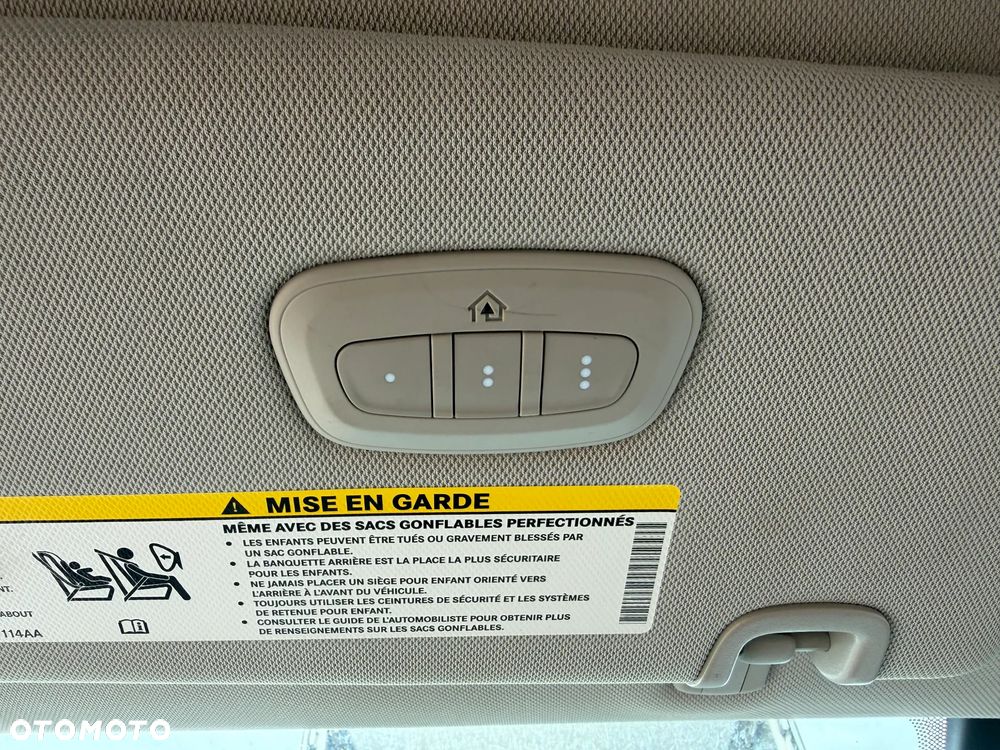 MISE EN GARDE
MÊME AVEC DES SACS GONFLABLES PERFECTIONNÉS
• LES ENFANTS PEUVENT ÊTRE TUÉS OU GRAVEMENT BLESSÉS PAR
UN SAC GONFLABLE.
• LA BANQUETTE ARRIÈRE EST LA PLACE LA PLUS SÉCURITAIRE
POUR LES ENFANTS.
• NE JAMAIS PLACER UN SIÈGE POUR ENFANT ORIENTÉ VERS
L'ARRIÈRE À L'AVANT DU VÉHICULE.
• TOUJOURS UTILISER LES CEINTURES DE SÉCURITÉ ET LES SYSTÈMES
DE RETENUE POUR ENFANT.
• CONSULTER LE GUIDE DE L'AUTOMOBILISTE POUR OBTENIR PLUS
DE RENSEIGNEMENTS SUR LES SACS GONFLABLES.
ABOUT
114AA
OTOMOTO